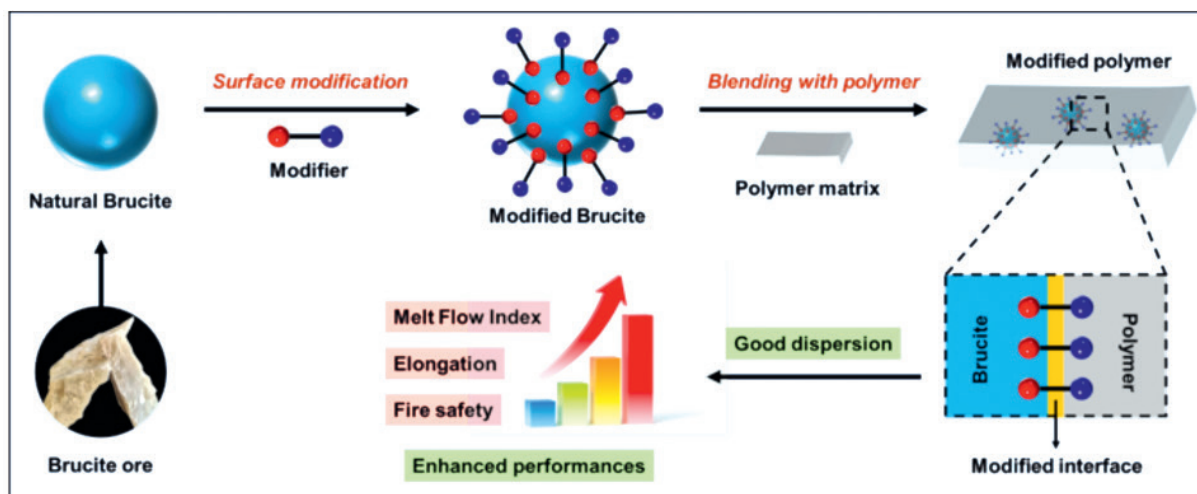 Surface modification
Modifier
Natural Brucite
Modified Brucite
Blending with polymer
Polymer matrix
Modified polymer
Brucite ore
Melt Flow Index
Elongation
Fire safety
Enhanced performances
Good dispersion
Brucite
Polymer
Modified interface